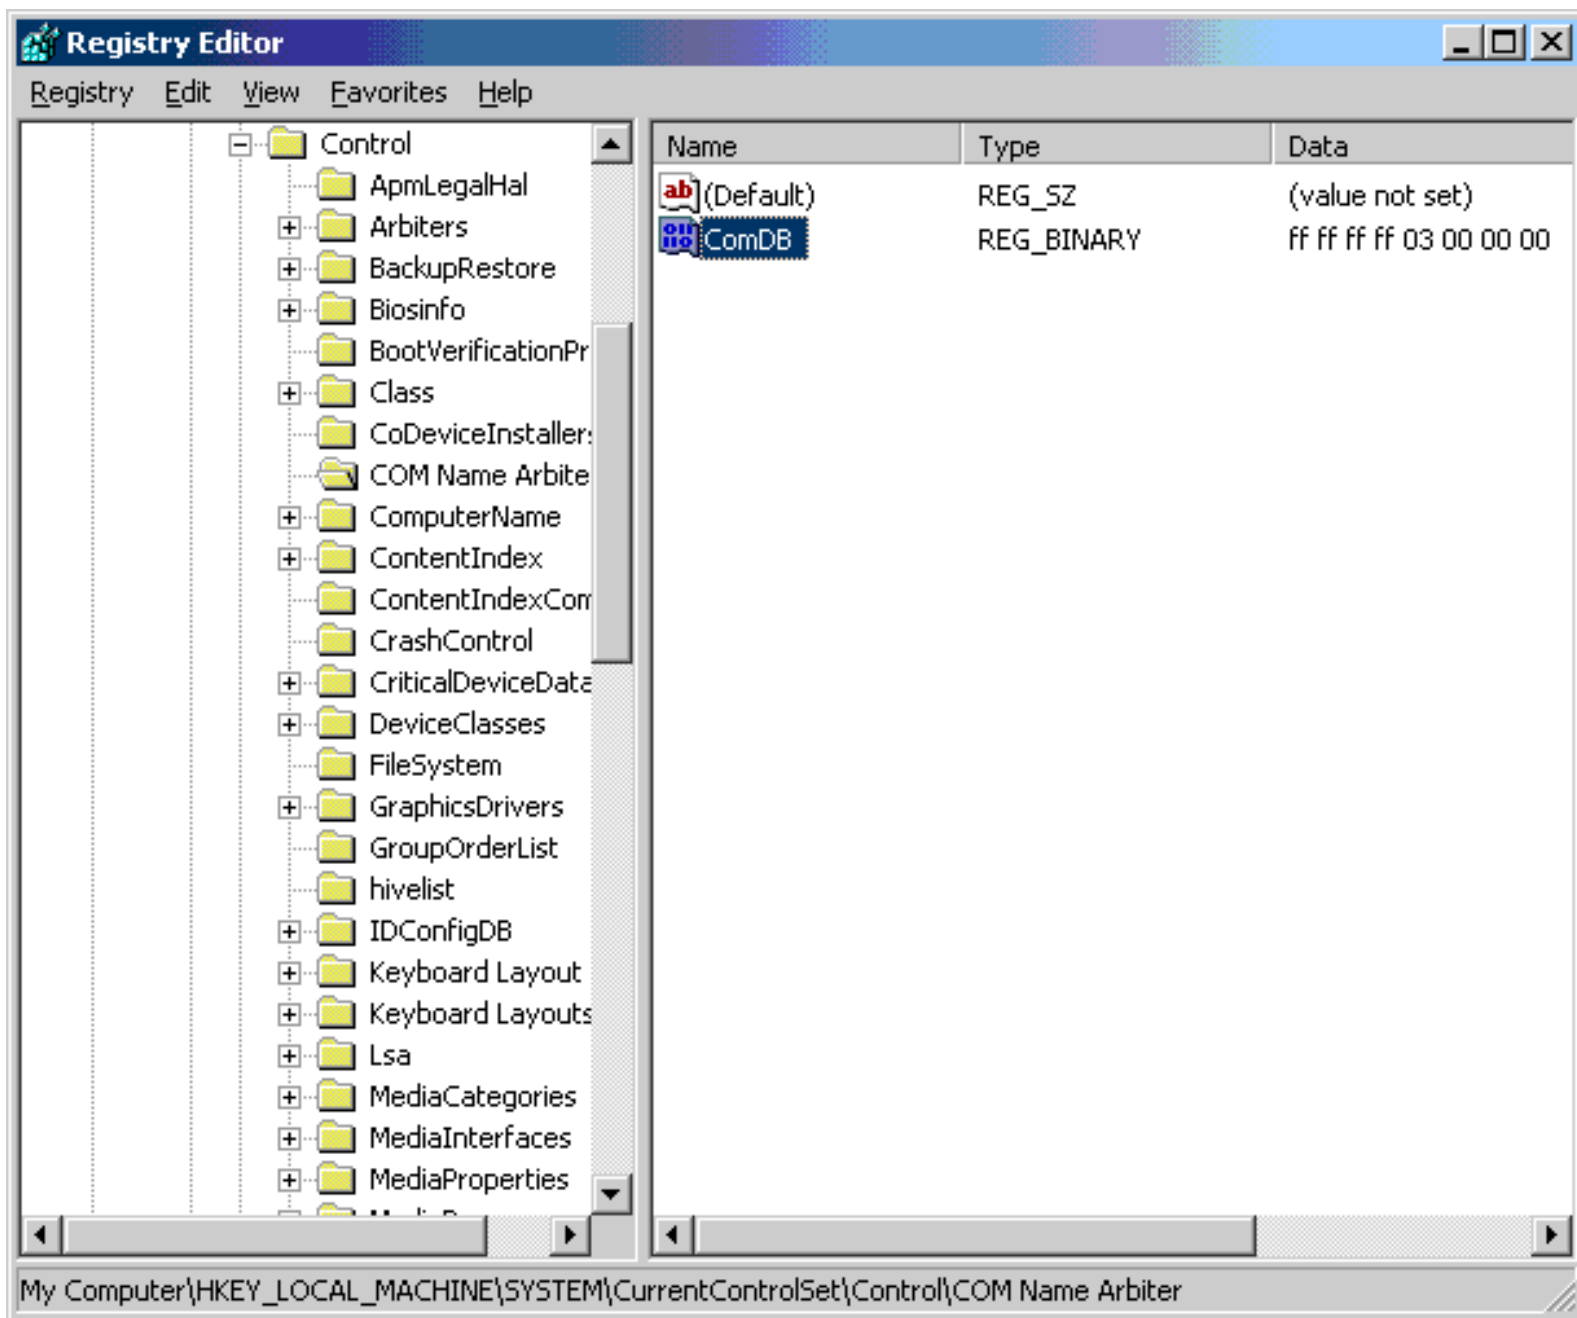 Registry Editor
Registry Edit View Favorites Help
Control
ApmLegalHal
Arbiters
BackupRestore
Biosinfo
BootVerificationPr
Class
CoDeviceInstallers
COM Name Arbite
ComputerName
ContentIndex
ContentIndexCom
CrashControl
CriticalDeviceData
DeviceClasses
FileSystem
GraphicsDrivers
GroupOrderList
hivelist
IDConfigDB
Keyboard Layout
Keyboard Layouts
Lsa
MediaCategories
MediaInterfaces
MediaProperties
Name Type Data
(Default) REG_SZ (value not set)
ComDB REG_BINARY ff ff ff ff 03 00 00 00
My Computer\HKEY_LOCAL_MACHINE\SYSTEM\CurrentControlSet\Control\COM Name Arbiter